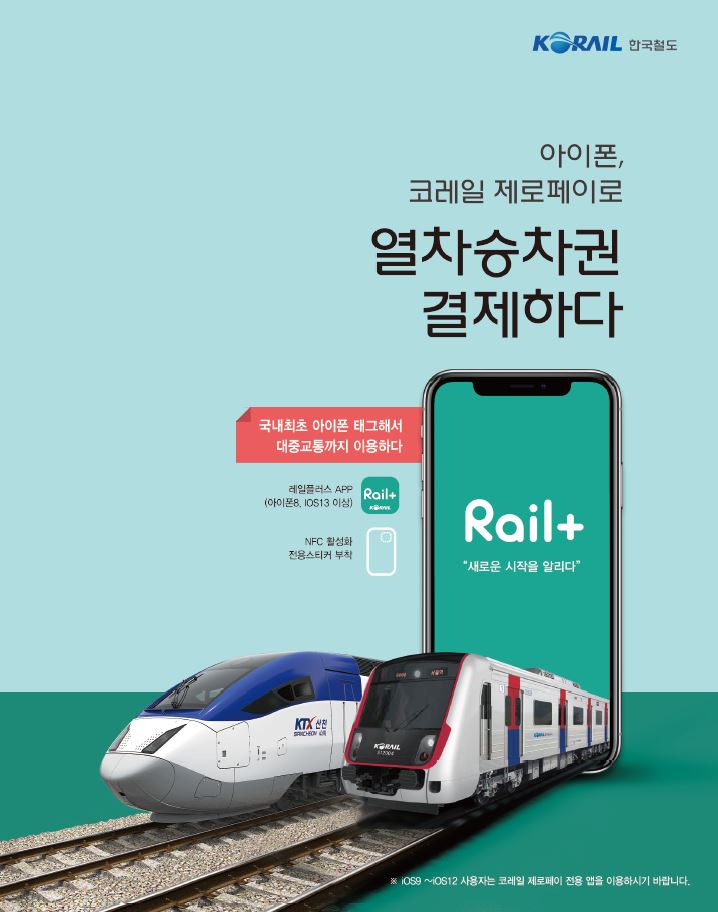 KORAIL 한국철도
아이폰,
코레일 제로페이로
열차승차권
결제하다
국내최초 아이폰 태그해서
대중교통까지 이용하다
레일플러스 APP
(아이폰8, IOS13 이상)
Rail+
KORAIL
NFC 활성화
전용스티커 부착
Rail+
“새로운 시작을 알리다”
KTX 산천
SANCHEON
KORAIL
※ iOS9 ~iOS12 사용자는 코레일 제로페이 전용 앱을 이용하시기 바랍니다.